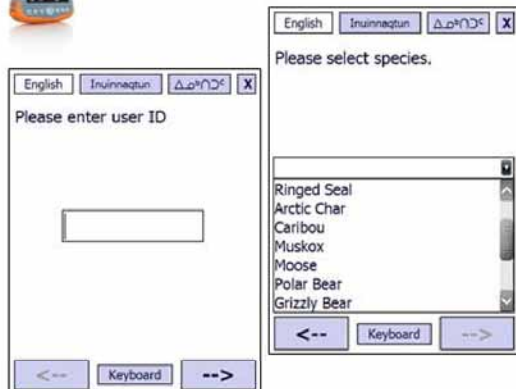 English Inuinnaqtun ᐃᓄᒃᑎᑐᑦ X
Please enter user ID
<-- Keyboard -->
English Inuinnaqtun ᐃᓄᒃᑎᑐᑦ X
Please select species.
Ringed Seal
Arctic Char
Caribou
Muskox
Moose
Polar Bear
Grizzly Bear
<-- Keyboard -->